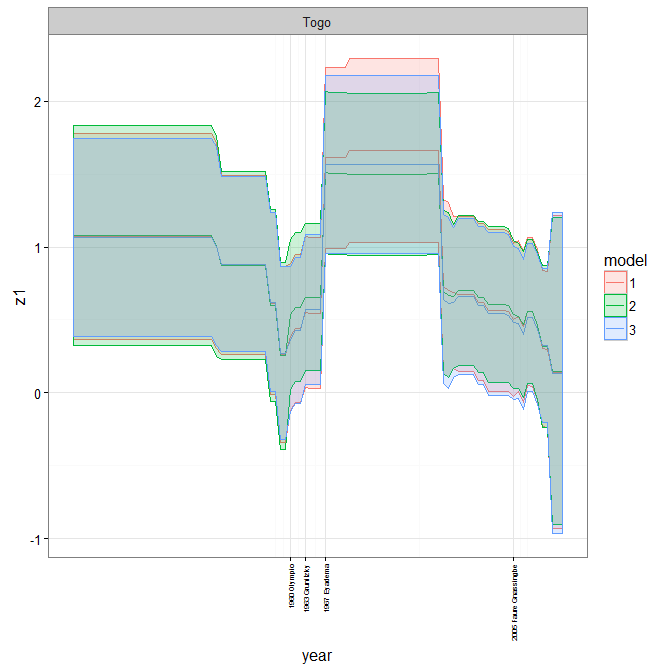 Togo
z1
2
1
0
-1
1960 Olympio
1963 Grunitzky
1967 Eyadema
2005 Faure Gnassingbe
year
model
1
2
3